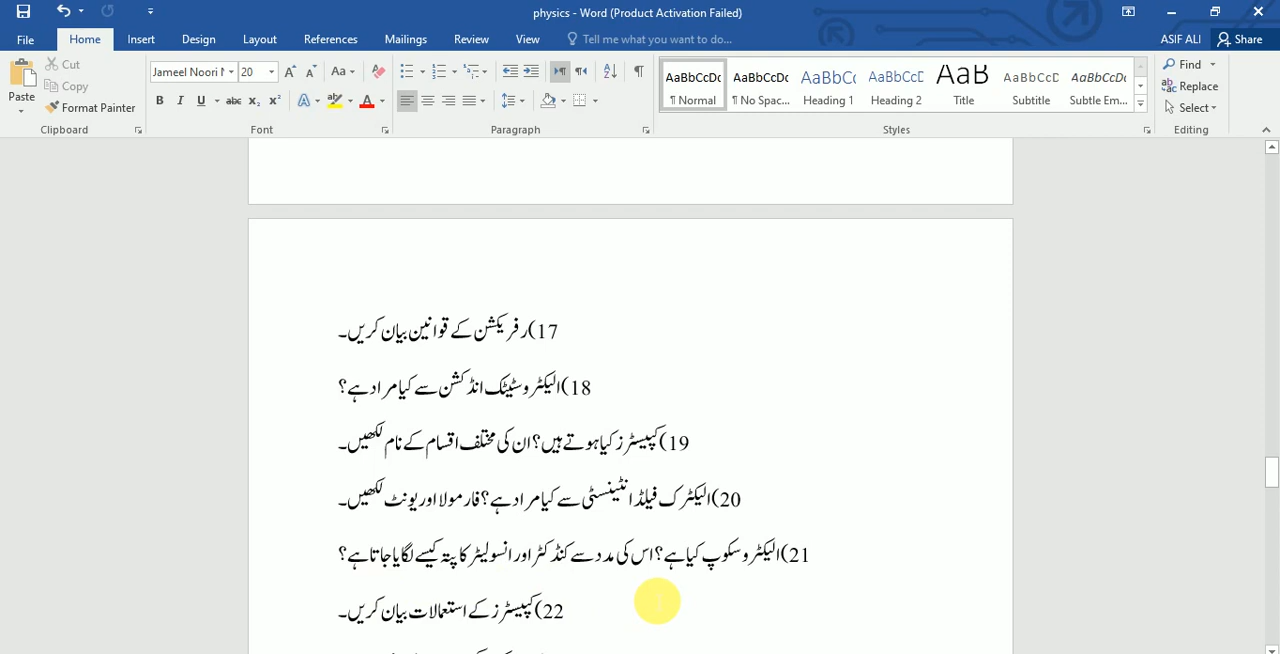 physics - Word (Product Activation Failed)
File Home Insert Design Layout References Mailings Review View Tell me what you want to do... ASIF ALI Share
Paste Cut Copy Format Painter
Jameel Noori N 20 Aa
B I U abc X₂ X² A A
AaBbCcDc AaBbCcDc AaBbCc AaBbCcD AaB AaBbCcD AaBbCcDc
¶ Normal ¶ No Spac... Heading 1 Heading 2 Title Subtitle Subtle Em...
Find Replace Select
Clipboard Font Paragraph Styles Editing
17)رفریکشن کے قوانین بیان کریں۔
18)الیکٹروسٹیٹک انڈکشن سے کیا مراد ہے؟
19)کپیسٹرز کیا ہوتے ہیں؟ ان کی مختلف اقسام کے نام لکھیں۔
20)الیکٹرک فیلڈ انٹینسٹی سے کیا مراد ہے؟ فارمولا اور یونٹ لکھیں۔
21)الیکٹروسکوپ کیا ہے؟ اس کی مدد سے کنڈکٹر اور انسولیٹر کا پتہ کیسے لگایا جاتا ہے؟
22)کپیسٹرز کے استعمالات بیان کریں۔